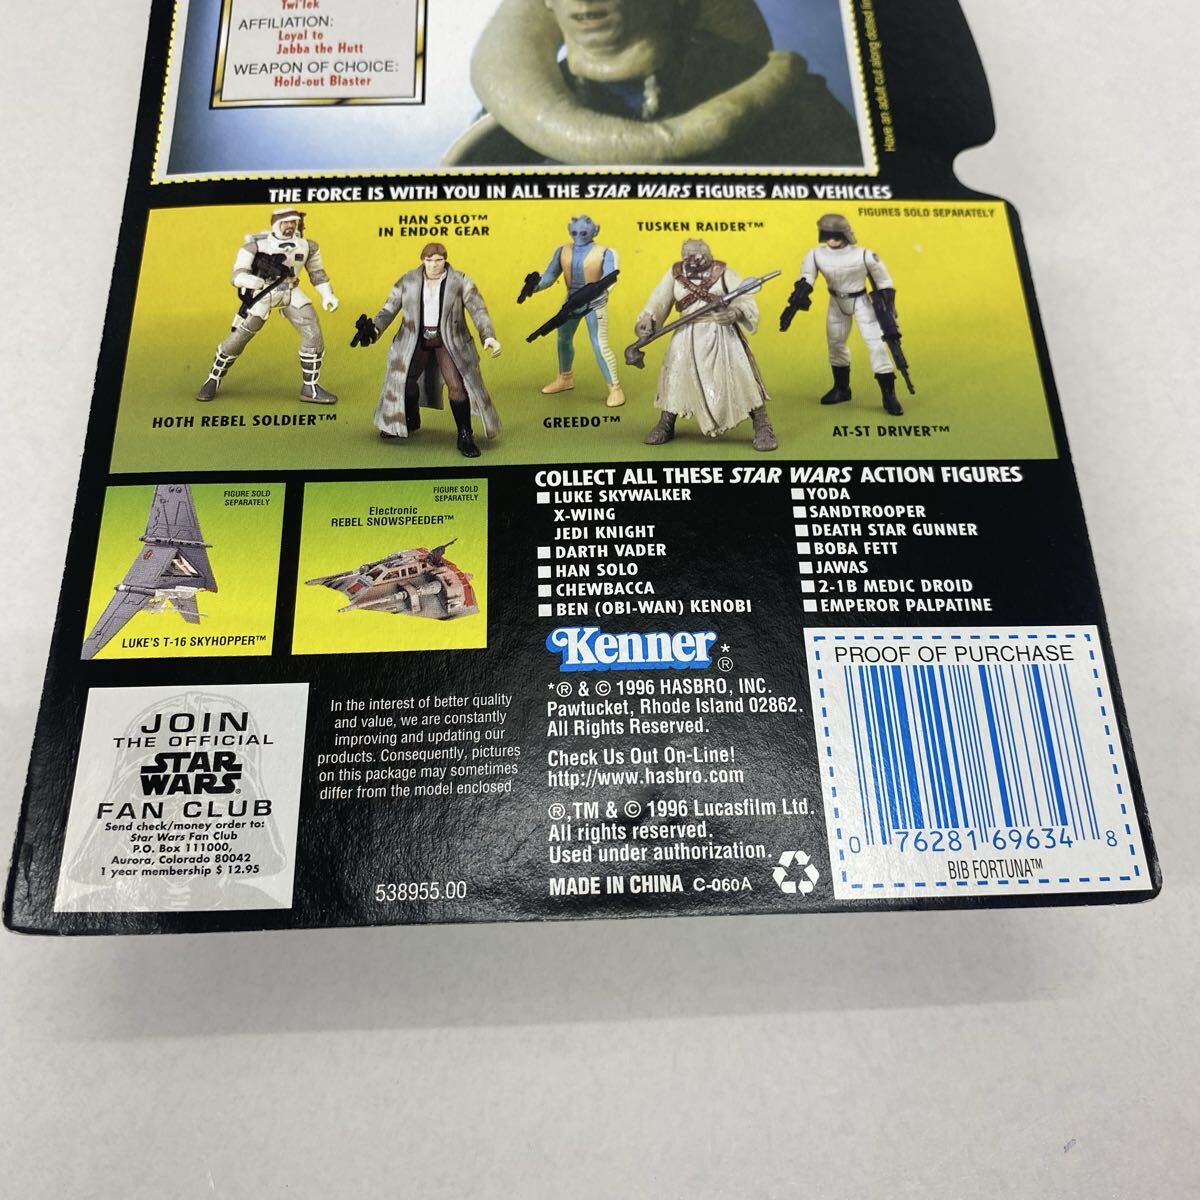 Twi'lek
AFFILIATION:
Loyal to
Jabba the Hutt
WEAPON OF CHOICE:
Hold-out Blaster
Have an adult cut along dotted
THE FORCE IS WITH YOU IN ALL THE STAR WARS FIGURES AND VEHICLES
FIGURES SOLD SEPARATELY
HAN SOLO™
IN ENDOR GEAR
TUSKEN RAIDER™
HOTH REBEL SOLDIER™
GREEDO™
AT-ST DRIVER™
FIGURE SOLD
SEPARATELY
LUKE'S T-16 SKYHOPPER™
FIGURE SOLD
SEPARATELY
Electronic
REBEL SNOWSPEEDER™
COLLECT ALL THESE STAR WARS ACTION FIGURES
LUKE SKYWALKER
X-WING
JEDI KNIGHT
DARTH VADER
HAN SOLO
CHEWBACCA
BEN (OBI-WAN) KENOBI
YODA
SANDTROOPER
DEATH STAR GUNNER
BOBA FETT
JAWAS
2-1B MEDIC DROID
EMPEROR PALPATINE
JOIN
THE OFFICIAL
STAR
WARS
FAN CLUB
Send check/money order to:
Star Wars Fan Club
P.O. Box 111000,
Aurora, Colorado 80042
1 year membership $ 12.95
In the interest of better quality
and value, we are constantly
improving and updating our
products. Consequently, pictures
on this package may sometimes
differ from the model enclosed.
538955.00
Kenner*®
*® & © 1996 HASBRO, INC.
Pawtucket, Rhode Island 02862.
All Rights Reserved.
Check Us Out On-Line!
http://www.hasbro.com
®,TM & © 1996 Lucasfilm Ltd.
All rights reserved.
Used under authorization.
MADE IN CHINA C-060A
PROOF OF PURCHASE
0 76281 69634 8
BIB FORTUNA™